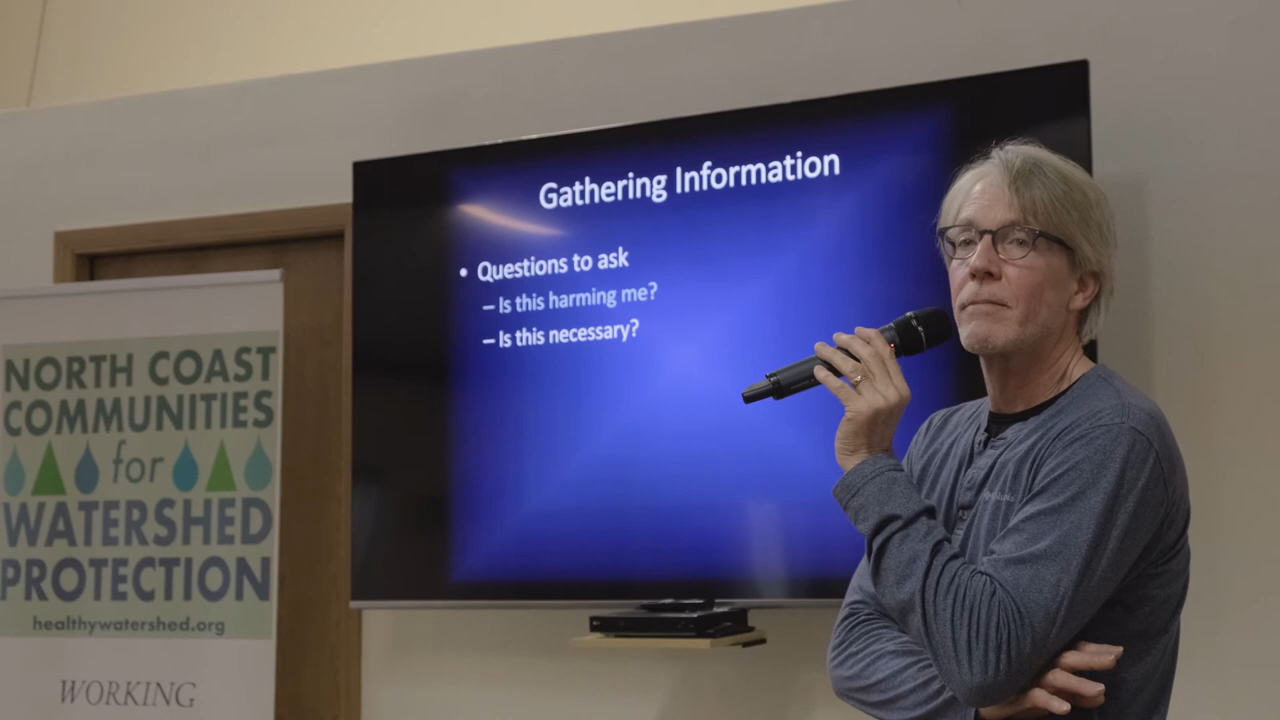 Gathering Information
• Questions to ask
– Is this harming me?
– Is this necessary?
NORTH COAST
COMMUNITIES
for
WATERSHED
PROTECTION
healthywatershed.org
WORKING